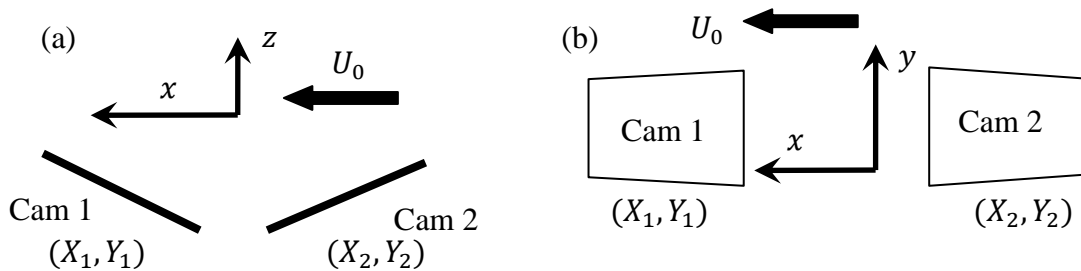 (a)
z
x
U₀
Cam 1
(X₁, Y₁)
Cam 2
(X₂, Y₂)
(b)
U₀
y
x
Cam 1
(X₁, Y₁)
Cam 2
(X₂, Y₂)